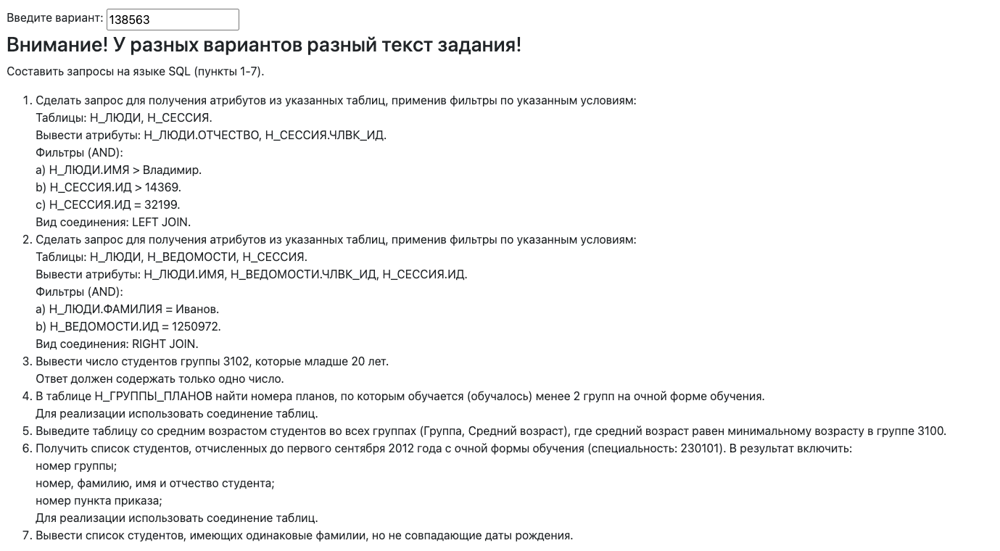 Введите вариант: 138563
Внимание! У разных вариантов разный текст задания!
Составить запросы на языке SQL (пункты 1-7).
1. Сделать запрос для получения атрибутов из указанных таблиц, применив фильтры по указанным условиям:
Таблицы: Н_ЛЮДИ, Н_СЕССИЯ.
Вывести атрибуты: Н_ЛЮДИ.ОТЧЕСТВО, Н_СЕССИЯ.ЧЛВК_ИД.
Фильтры (AND):
a) Н_ЛЮДИ.ИМЯ > Владимир.
b) Н_СЕССИЯ.ИД > 14369.
c) Н_СЕССИЯ.ИД = 32199.
Вид соединения: LEFT JOIN.
2. Сделать запрос для получения атрибутов из указанных таблиц, применив фильтры по указанным условиям:
Таблицы: Н_ЛЮДИ, Н_ВЕДОМОСТИ, Н_СЕССИЯ.
Вывести атрибуты: Н_ЛЮДИ.ИМЯ, Н_ВЕДОМОСТИ.ЧЛВК_ИД, Н_СЕССИЯ.ИД.
Фильтры (AND):
a) Н_ЛЮДИ.ФАМИЛИЯ = Иванов.
b) Н_ВЕДОМОСТИ.ИД = 1250972.
Вид соединения: RIGHT JOIN.
3. Вывести число студентов группы 3102, которые младше 20 лет.
Ответ должен содержать только одно число.
4. В таблице Н_ГРУППЫ_ПЛАНОВ найти номера планов, по которым обучается (обучалось) менее 2 групп на очной форме обучения.
Для реализации использовать соединение таблиц.
5. Выведите таблицу со средним возрастом студентов во всех группах (Группа, Средний возраст), где средний возраст равен минимальному возрасту в группе 3100.
6. Получить список студентов, отчисленных до первого сентября 2012 года с очной формы обучения (специальность: 230101). В результат включить:
номер группы;
номер, фамилию, имя и отчество студента;
номер пункта приказа;
Для реализации использовать соединение таблиц.
7. Вывести список студентов, имеющих одинаковые фамилии, но не совпадающие даты рождения.